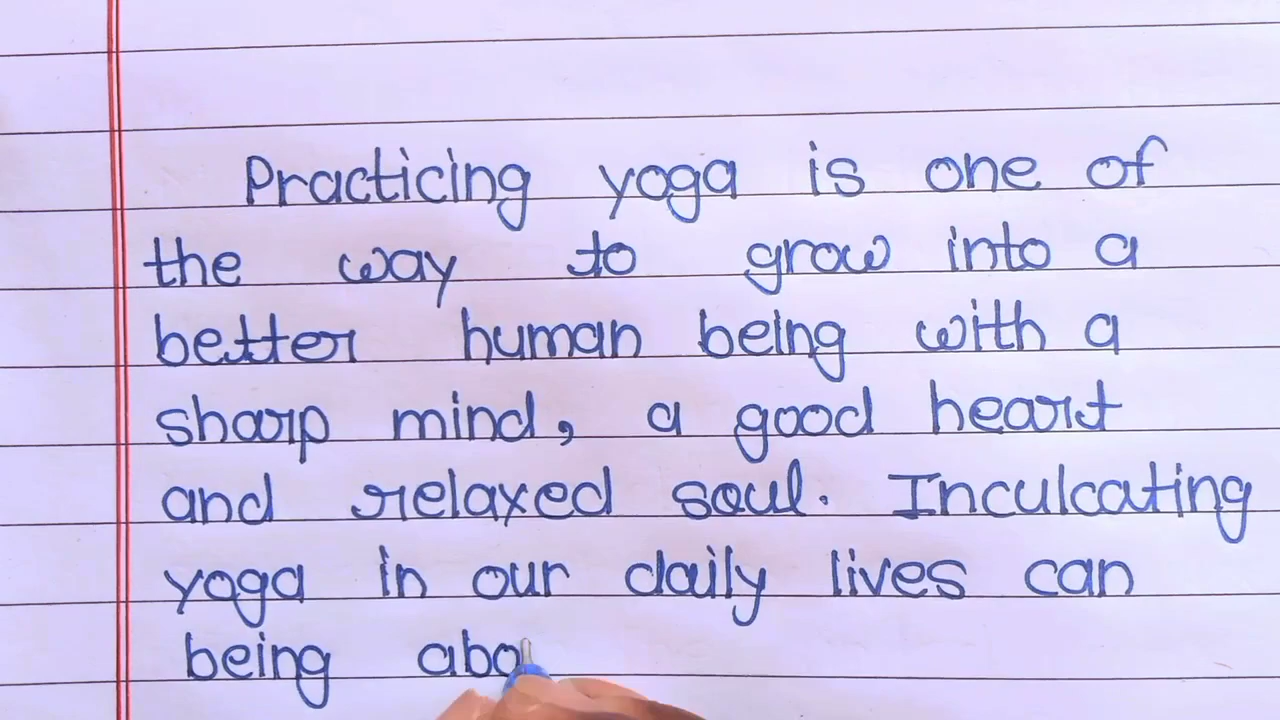 Practicing yoga is one of
the way to grow into a
better human being with a
sharp mind, a good heart
and relaxed soul. Inculcating
yoga in our daily lives can
being abo